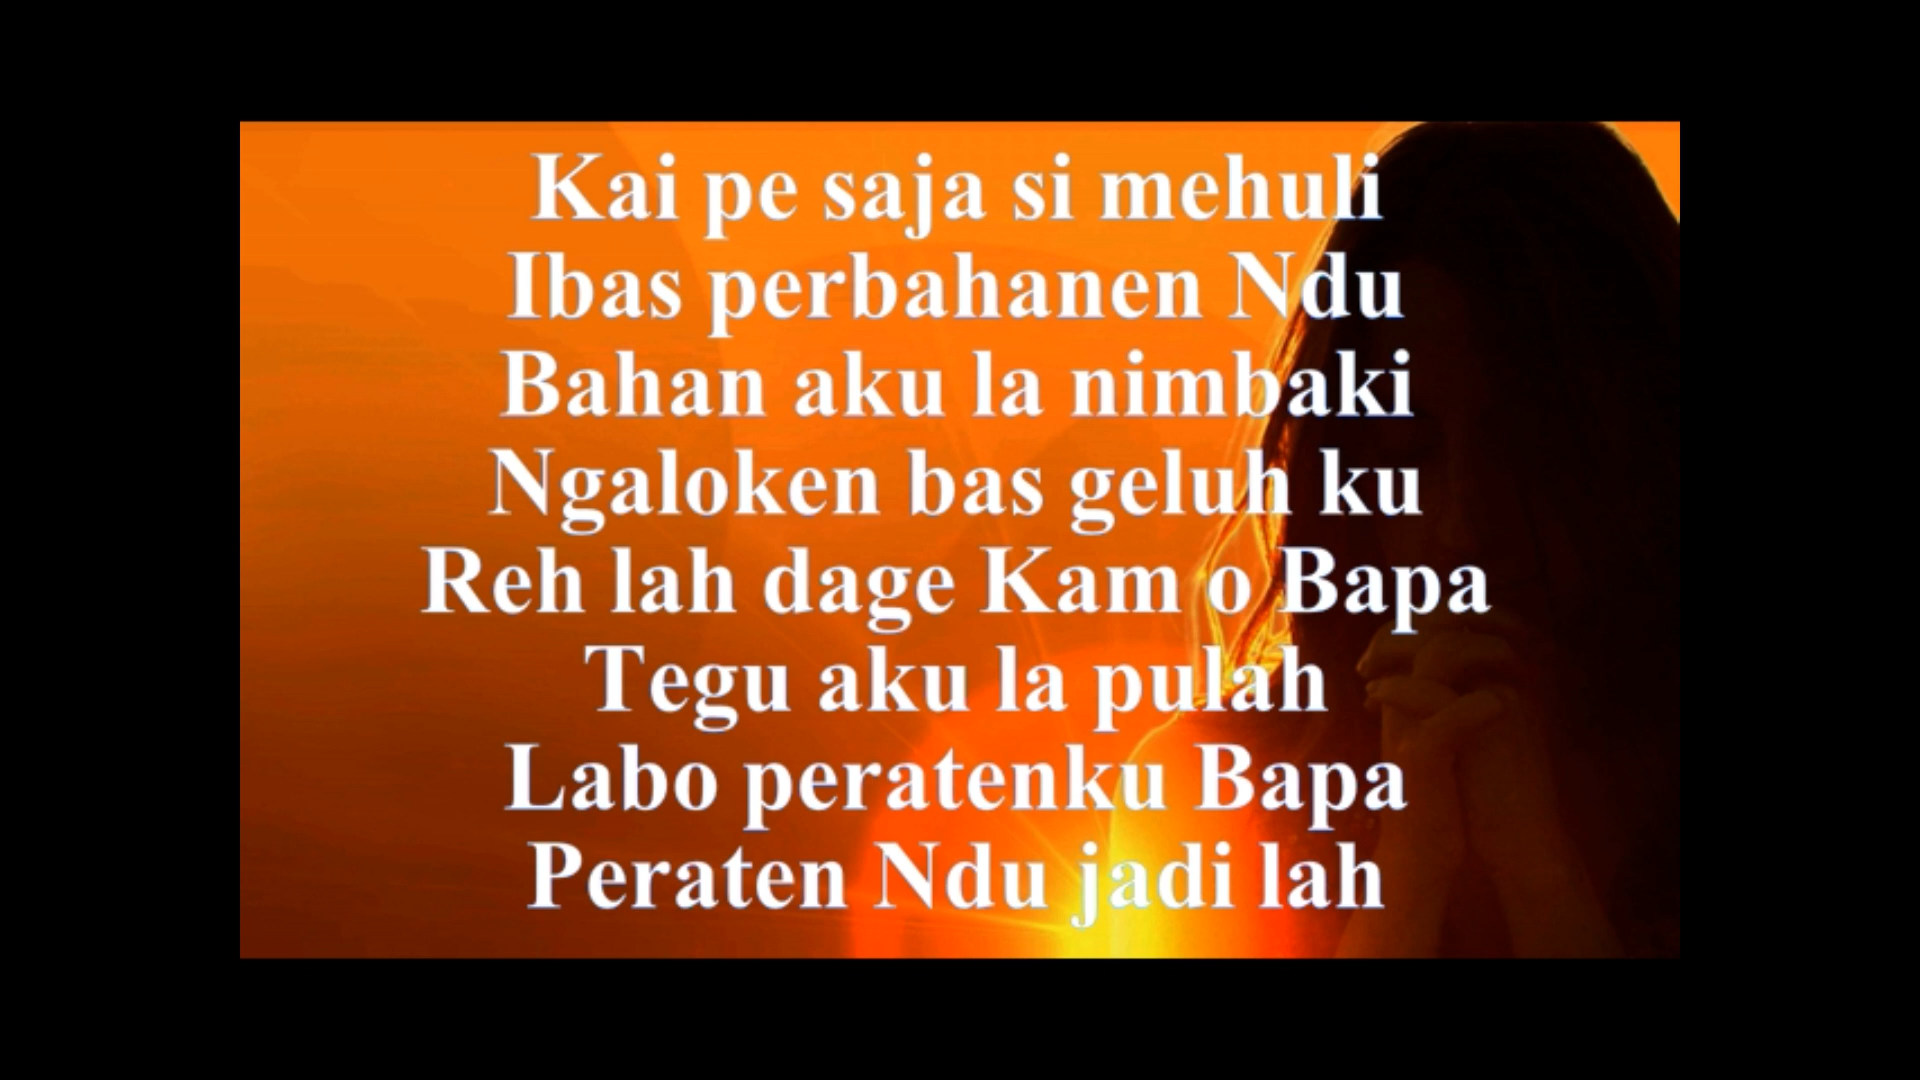 Kai pe saja si mehuli
Ibas perbahanen Ndu
Bahan aku la nimbaki
Ngaloken bas geluh ku
Reh lah dage Kam o Bapa
Tegu aku la pulah
Labo peratenku Bapa
Peraten Ndu jadi lah